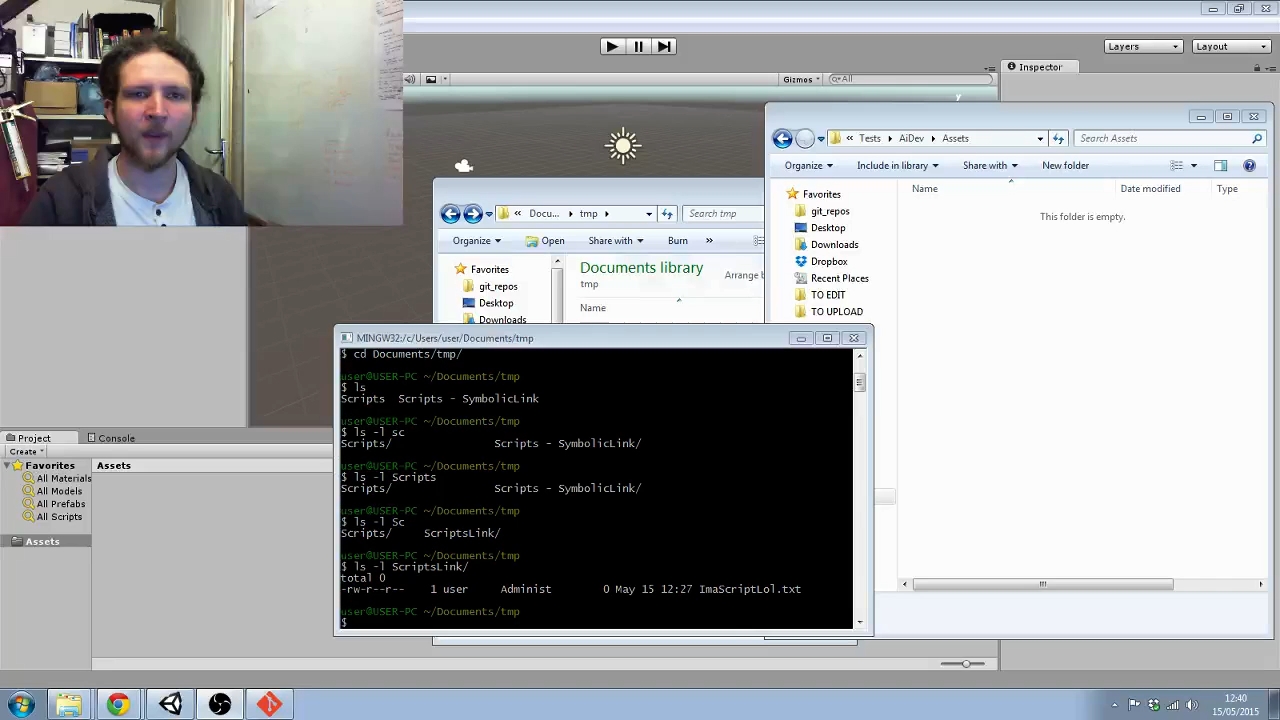 Layers
Layout
Gizmos
All
Inspector
Tests
AiDev
Assets
Search Assets
Organize
Include in library
Share with
New folder
Favorites
git_repos
Desktop
Downloads
Dropbox
Recent Places
TO EDIT
TO UPLOAD
Name
Date modified
Type
This folder is empty.
« Docu...
tmp
Search tmp
Organize
Open
Share with
Burn
»
Favorites
git_repos
Desktop
Downloads
Documents library
tmp
Arrange b
Name
MINGW32:/c/Users/user/Documents/tmp
$ cd Documents/tmp/
user@USER-PC ~/Documents/tmp
$ ls
Scripts  Scripts - SymbolicLink
user@USER-PC ~/Documents/tmp
$ ls -l sc
Scripts/                Scripts - SymbolicLink/
user@USER-PC ~/Documents/tmp
$ ls -l Scripts
Scripts/                Scripts - SymbolicLink/
user@USER-PC ~/Documents/tmp
$ ls -l Sc
Scripts/     ScriptsLink/
user@USER-PC ~/Documents/tmp
$ ls -l ScriptsLink/
total 0
-rw-r--r--    1 user     Administ        0 May 15 12:27 ImaScriptLol.txt
user@USER-PC ~/Documents/tmp
$
Project
Console
Create
Favorites
All Materials
All Models
All Prefabs
All Scripts
Assets
Assets
12:40
15/05/2015